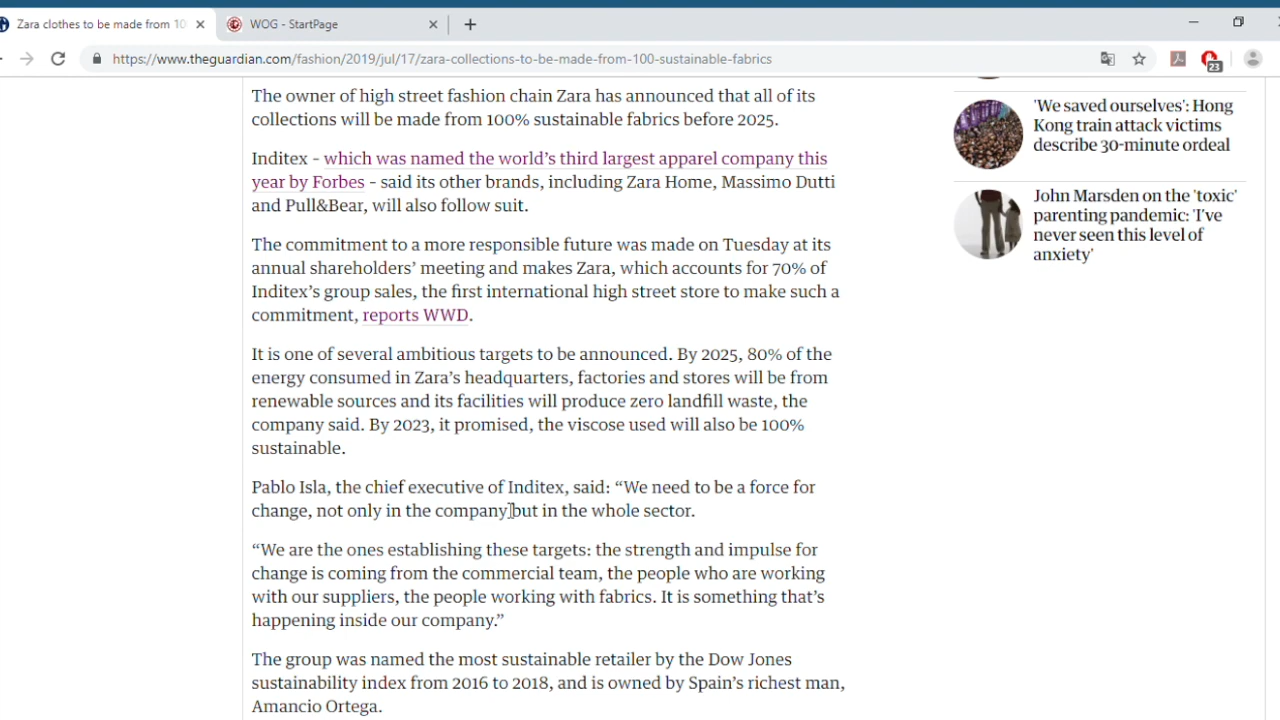 Zara clothes to be made from 10
WOG - StartPage
https://www.theguardian.com/fashion/2019/jul/17/zara-collections-to-be-made-from-100-sustainable-fabrics
23
The owner of high street fashion chain Zara has announced that all of its
collections will be made from 100% sustainable fabrics before 2025.
Inditex – which was named the world’s third largest apparel company this
year by Forbes – said its other brands, including Zara Home, Massimo Dutti
and Pull&Bear, will also follow suit.
The commitment to a more responsible future was made on Tuesday at its
annual shareholders’ meeting and makes Zara, which accounts for 70% of
Inditex’s group sales, the first international high street store to make such a
commitment, reports WWD.
It is one of several ambitious targets to be announced. By 2025, 80% of the
energy consumed in Zara’s headquarters, factories and stores will be from
renewable sources and its facilities will produce zero landfill waste, the
company said. By 2023, it promised, the viscose used will also be 100%
sustainable.
Pablo Isla, the chief executive of Inditex, said: “We need to be a force for
change, not only in the company but in the whole sector.
“We are the ones establishing these targets: the strength and impulse for
change is coming from the commercial team, the people who are working
with our suppliers, the people working with fabrics. It is something that’s
happening inside our company.”
The group was named the most sustainable retailer by the Dow Jones
sustainability index from 2016 to 2018, and is owned by Spain’s richest man,
Amancio Ortega.
'We saved ourselves': Hong
Kong train attack victims
describe 30-minute ordeal
John Marsden on the 'toxic'
parenting pandemic: 'I've
never seen this level of
anxiety'